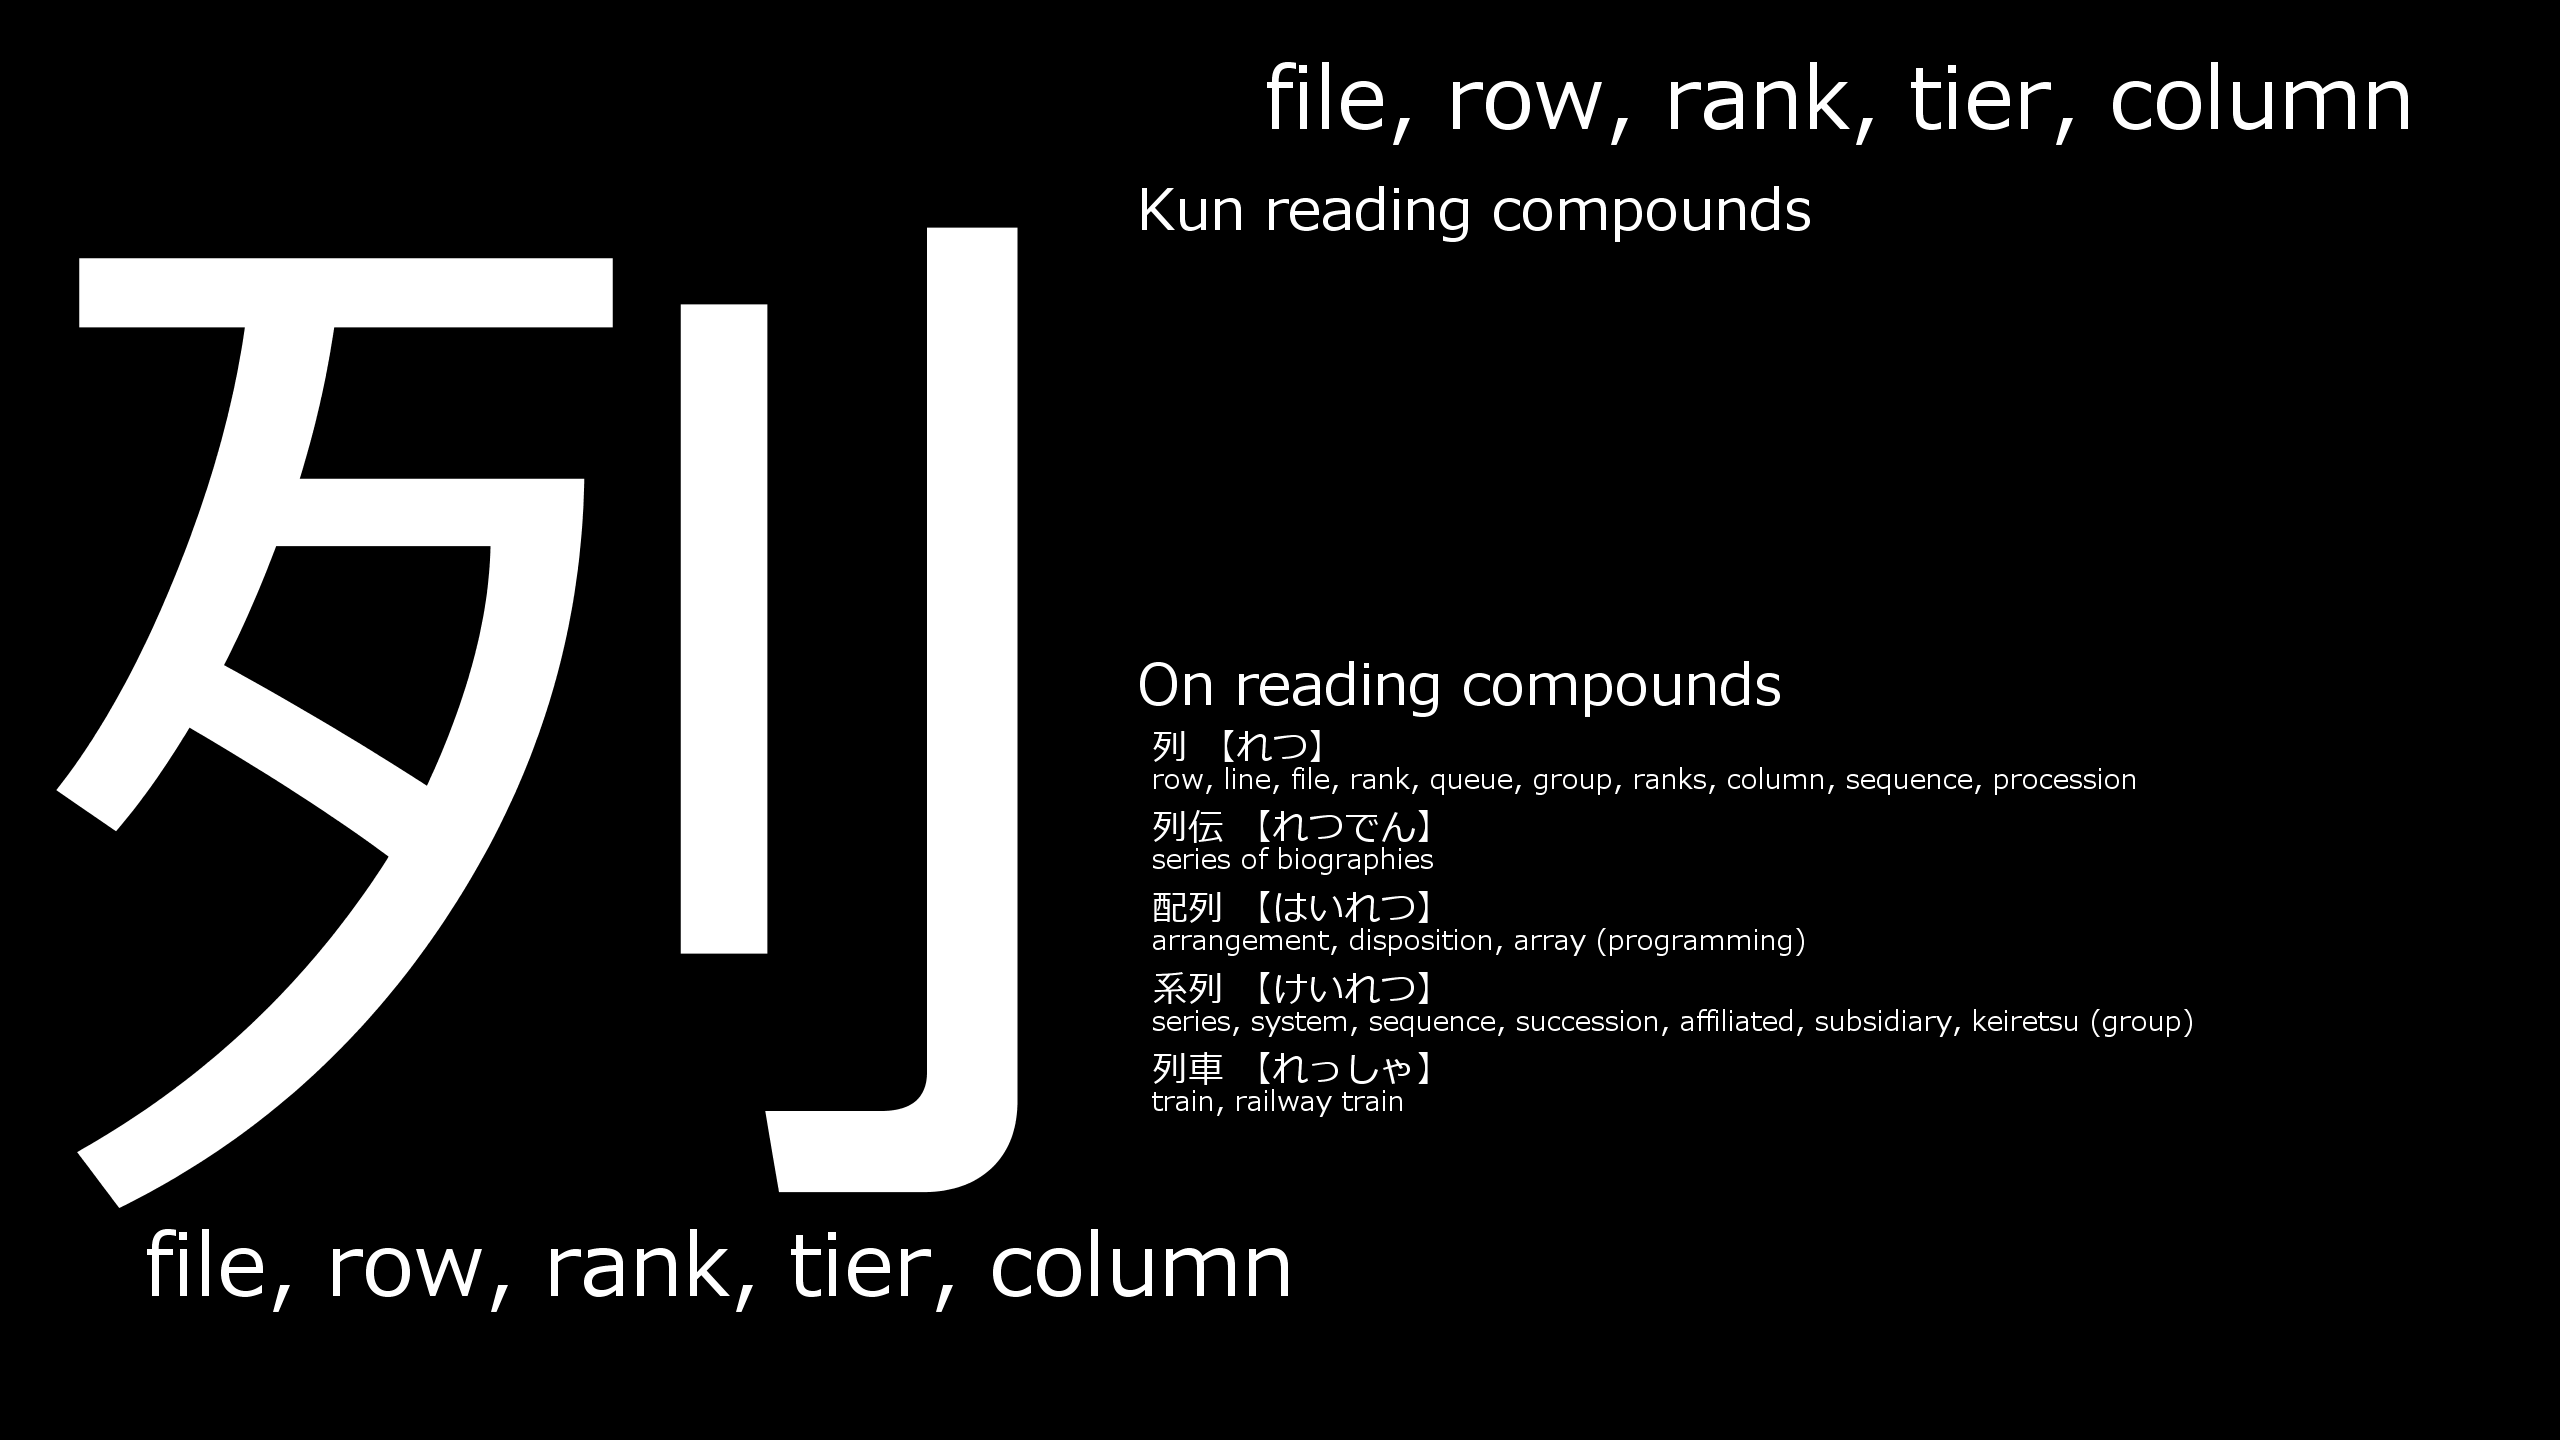 file, row, rank, tier, column
Kun reading compounds
列
On reading compounds
列 【れつ】
row, line, file, rank, queue, group, ranks, column, sequence, procession
列伝 【れつでん】
series of biographies
配列 【はいれつ】
arrangement, disposition, array (programming)
系列 【けいれつ】
series, system, sequence, succession, affiliated, subsidiary, keiretsu (group)
列車 【れっしゃ】
train, railway train
file, row, rank, tier, column